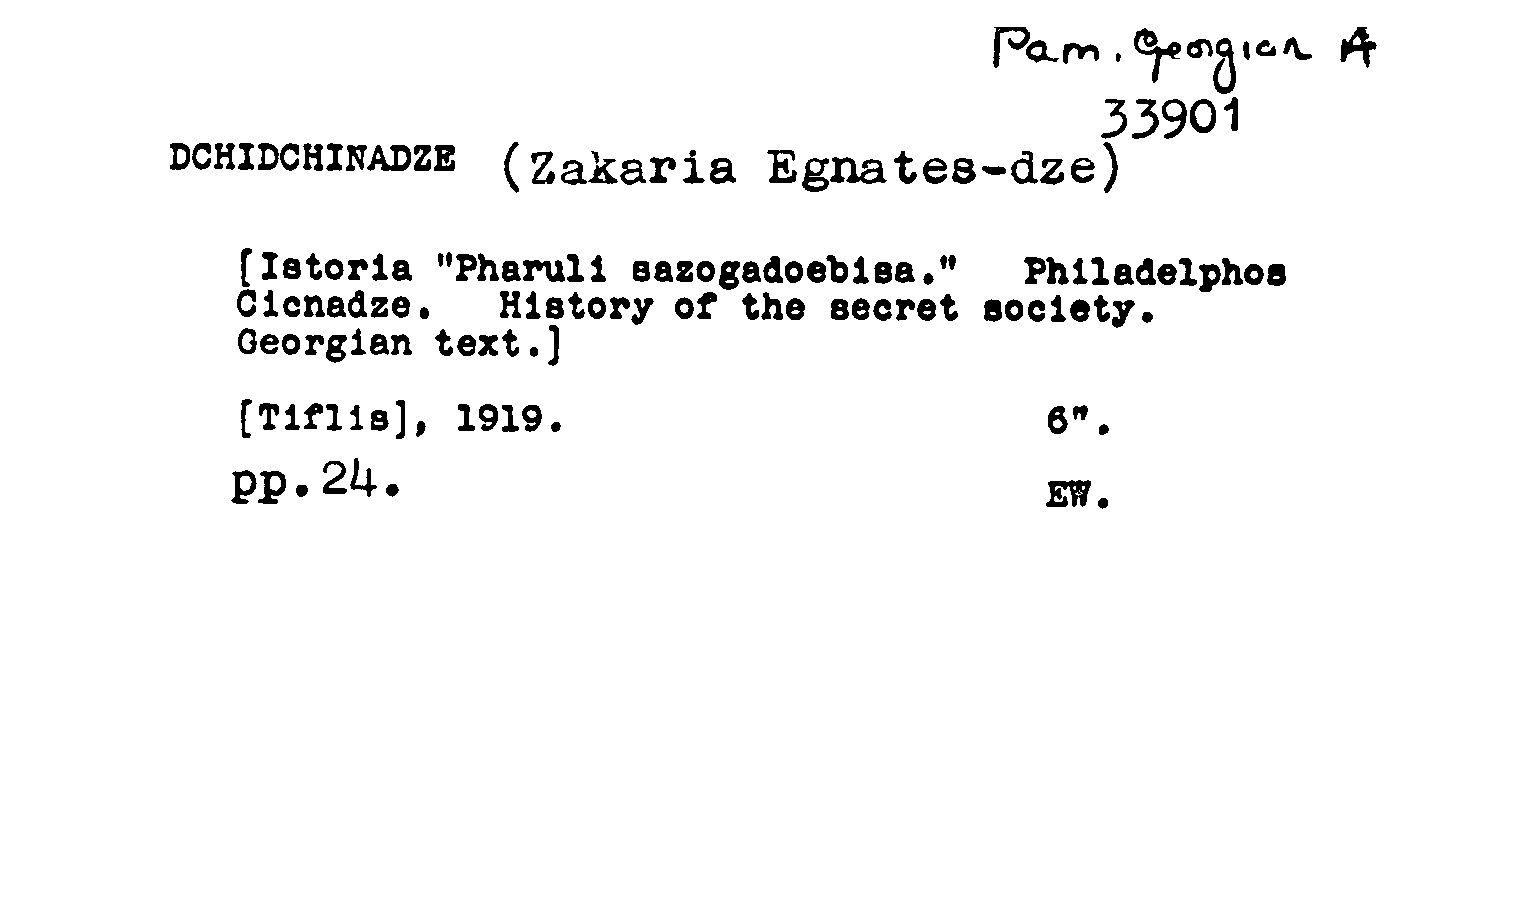 Pam. Georgian A
33901
DCHIDCHINADZE (Zakaria Egnates-dze)
[Istoria "Pharuli sazogadoebisa." Philadelphos
Cicnadze. History of the secret society.
Georgian text.]
[Tiflis], 1919. 6".
pp.24. EW.